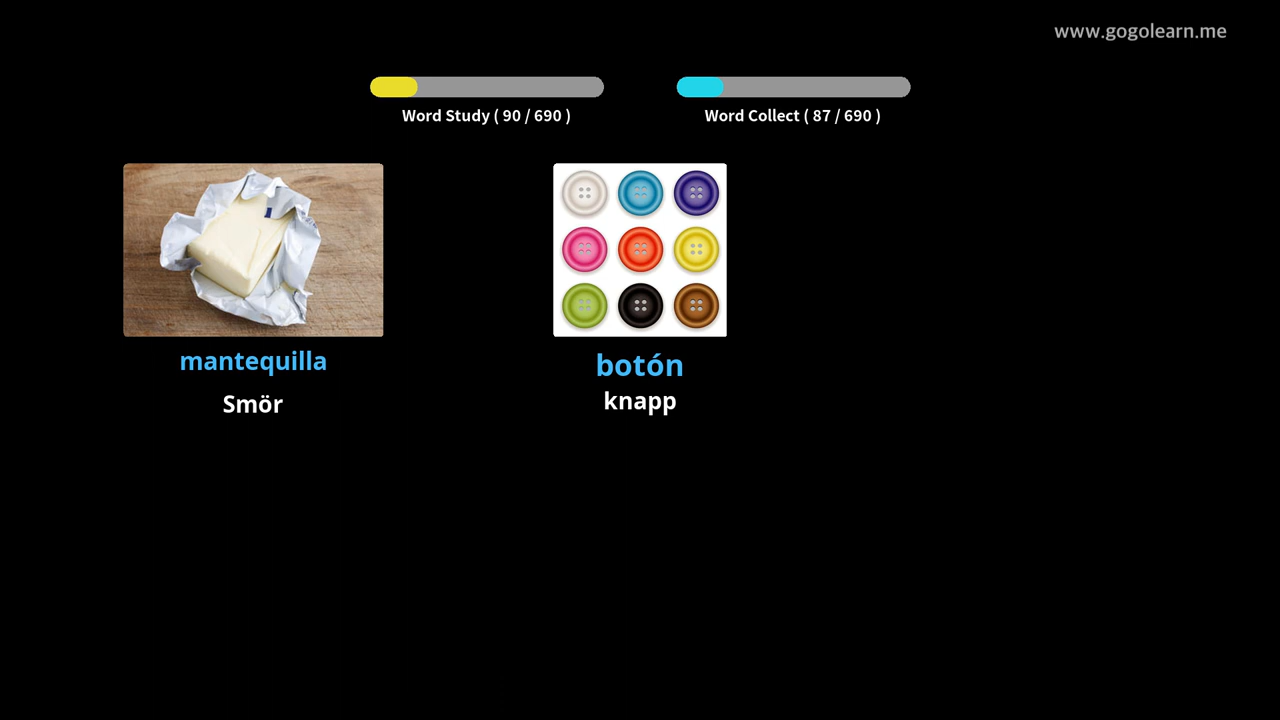 www.gogolearn.me
Word Study ( 90 / 690 )
Word Collect ( 87 / 690 )
mantequilla
Smör
botón
knapp